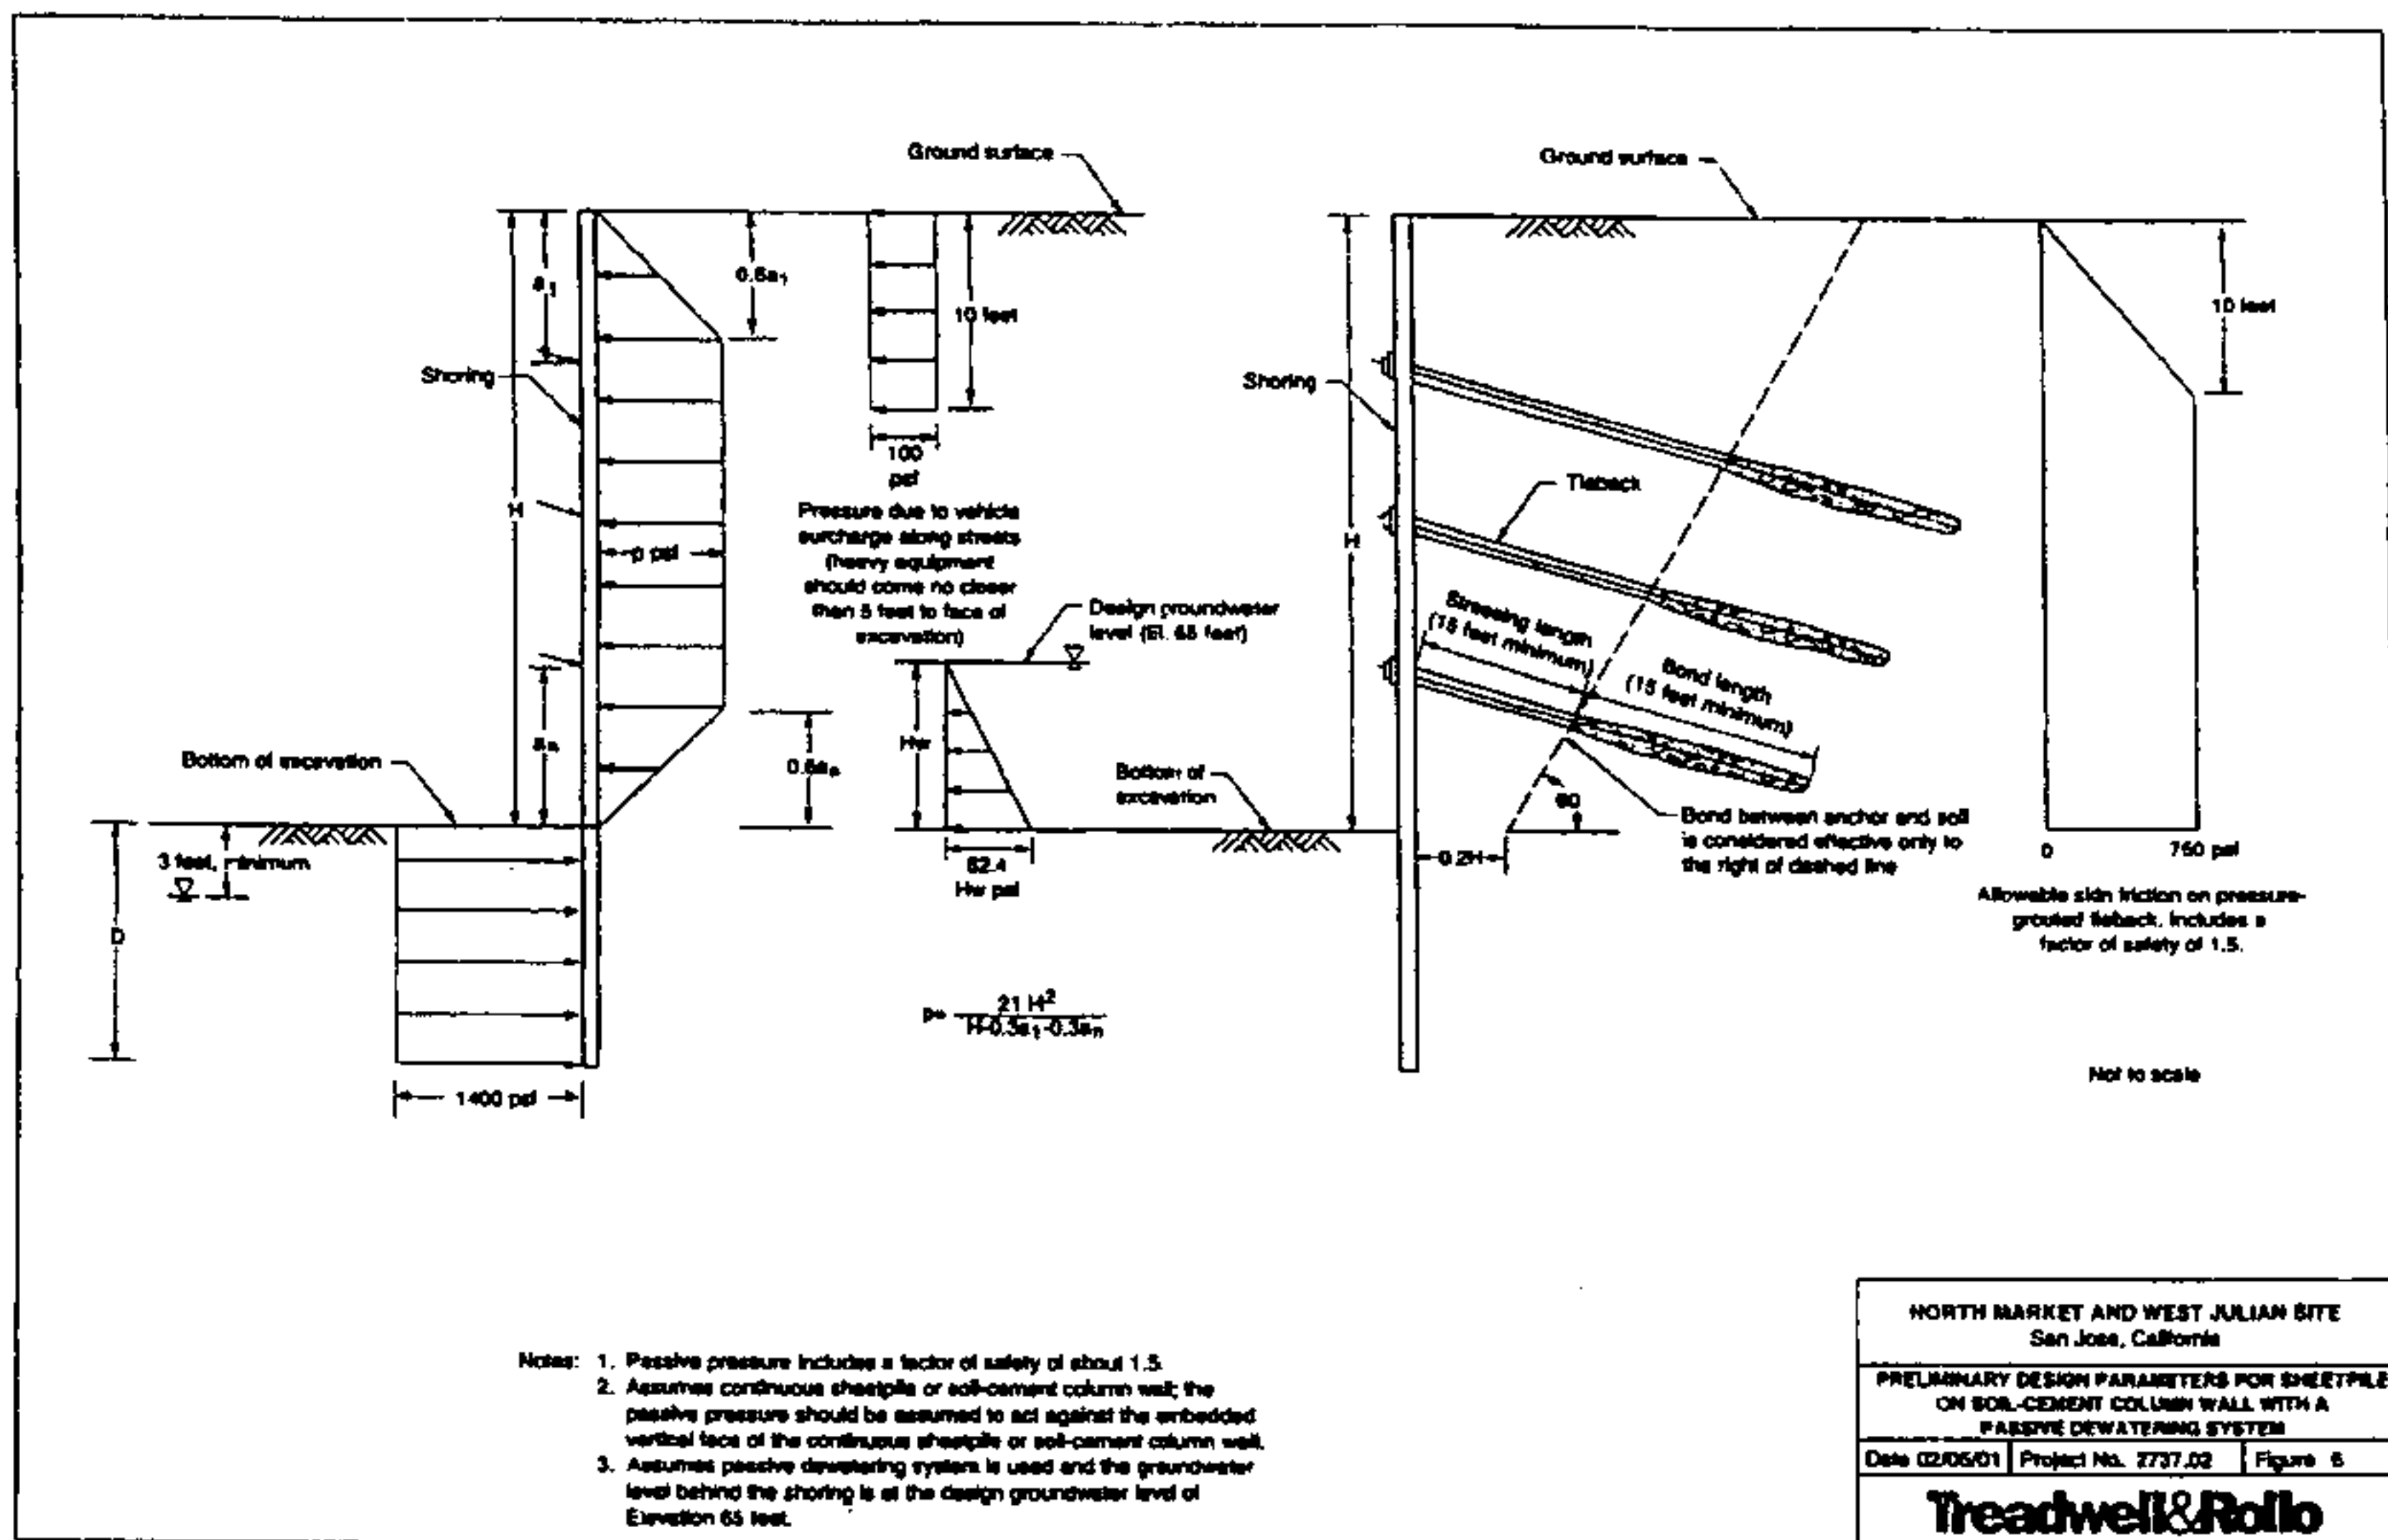 Ground surface
Ground surface
a1
0.6a1
10 feet
10 feet
Shoring
Shoring
100
psf
H
H
Tieback
Pressure due to vehicle
surcharge along streets
(heavy equipment
should come no closer
than 5 feet to face of
excavation)
p psf
Design groundwater
level (El. 65 feet)
Stressing length
(15 feet minimum)
Bond length
(15 feet minimum)
an
Hw
0.6an
Bottom of excavation
Bottom of
excavation
60
Bond between anchor and soil
is considered effective only to
the right of dashed line
3 feet, minimum
62.4
Hw psf
0.2H
0
750 psf
Allowable skin friction on pressure-
grouted tieback. Includes a
factor of safety of 1.5.
D
p= 21 H2
H-0.3a1-0.3an
1400 psf
Not to scale
Notes: 1. Passive pressure includes a factor of safety of about 1.5.
2. Assumes continuous sheetpile or soil-cement column wall; the
passive pressure should be assumed to act against the embedded
vertical face of the continuous sheetpile or soil-cement column wall.
3. Assumes passive dewatering system is used and the groundwater
level behind the shoring is at the design groundwater level of
Elevation 65 feet.
NORTH MARKET AND WEST JULIAN SITE
San Jose, California
PRELIMINARY DESIGN PARAMETERS FOR SHEETPILE
ON SOIL-CEMENT COLUMN WALL WITH A
PASSIVE DEWATERING SYSTEM
Date 02/05/01 Project No. 2737.02 Figure
Treadwell&Rollo